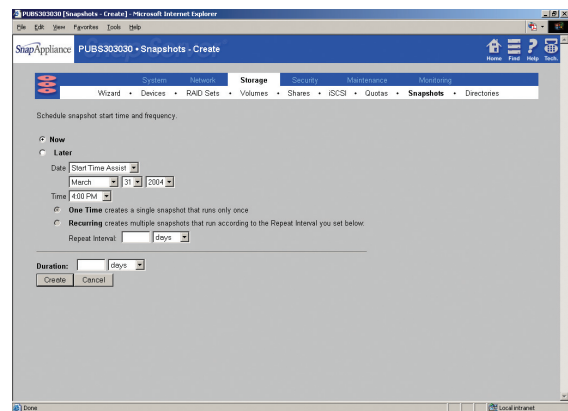 PUBS303030 [Snapshots - Create] - Microsoft Internet Explorer
File Edit View Favorites Tools Help
SnapAppliance PUBS303030 • Snapshots - Create
Home Find Help Tech.
System Network Storage Security Maintenance Monitoring
Wizard • Devices • RAID Sets • Volumes • Shares • iSCSI • Quotas • Snapshots • Directories
Schedule snapshot start time and frequency.
Now
Later
Date Start Time Assist
March 31 2004
Time 4:00 PM
One Time creates a single snapshot that runs only once
Recurring creates multiple snapshots that run according to the Repeat Interval you set below:
Repeat Interval: days
Duration: days
Create Cancel
Done Local intranet